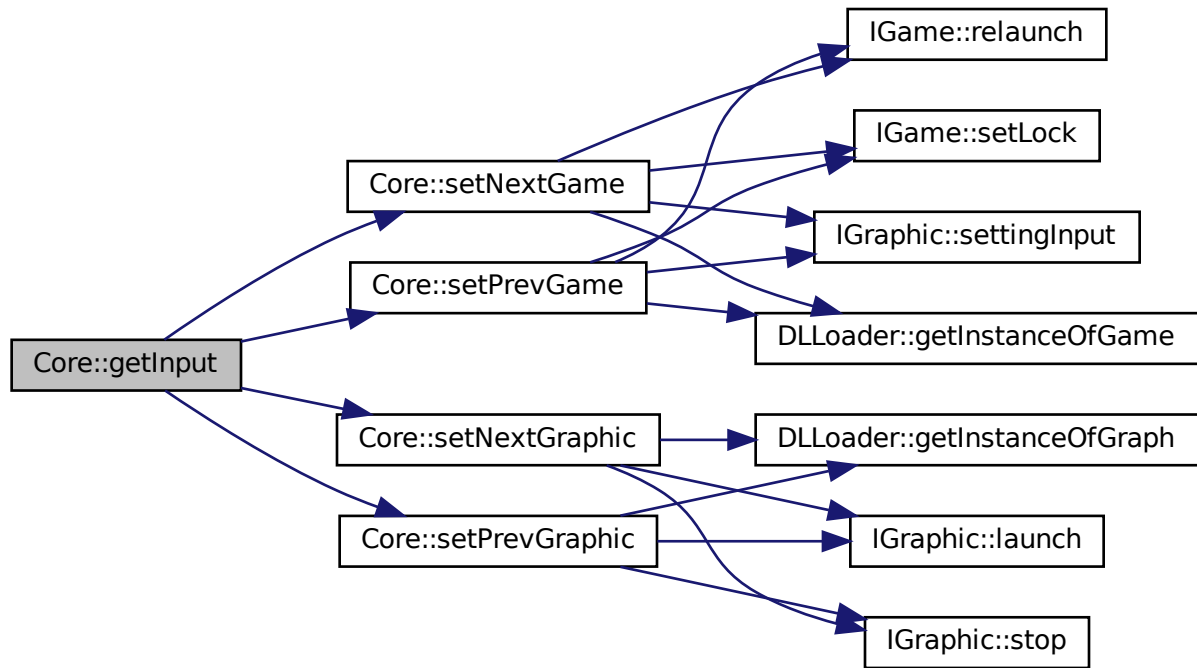 IGame::relaunch
IGame::setLock
Core::setNextGame
IGraphic::settingInput
Core::setPrevGame
DLLoader::getInstanceOfGame
Core::getInput
Core::setNextGraphic
DLLoader::getInstanceOfGraph
Core::setPrevGraphic
IGraphic::launch
IGraphic::stop